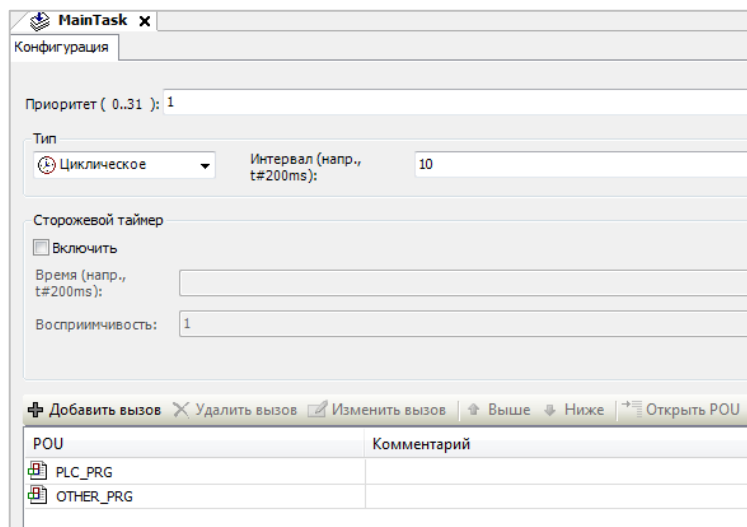 MainTask x
Конфигурация
Приоритет ( 0..31 ): 1
Тип
Циклическое
Интервал (напр., t#200ms):
10
Сторожевой таймер
Включить
Время (напр., t#200ms):
Восприимчивость: 1
Добавить вызов Удалить вызов Изменить вызов Выше Ниже Открыть POU
POU Комментарий
PLC_PRG
OTHER_PRG